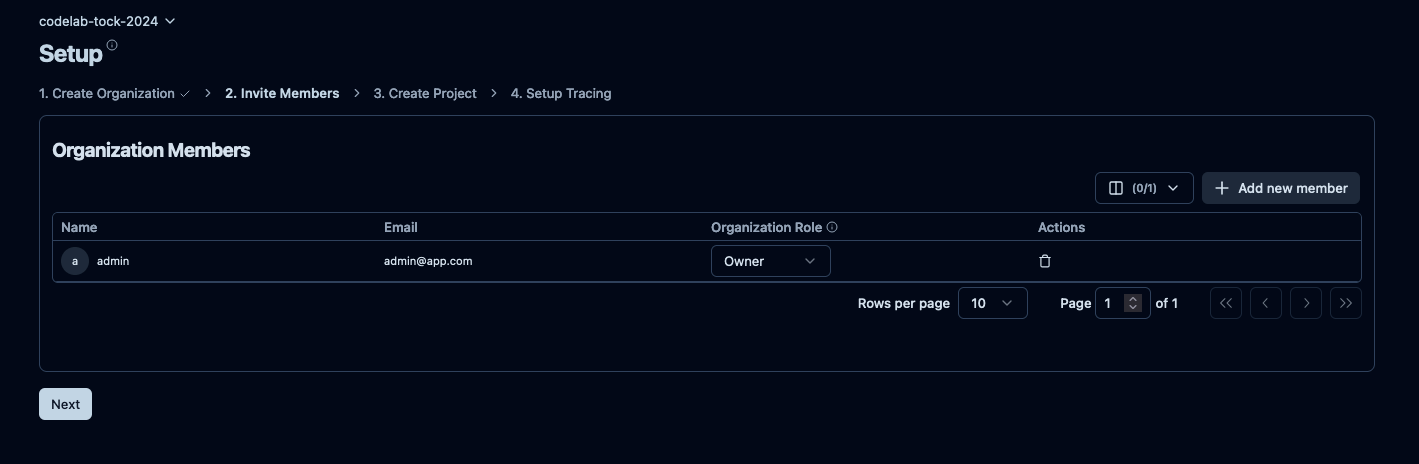 codelab-tock-2024
Setup
1. Create Organization 2. Invite Members 3. Create Project 4. Setup Tracing
Organization Members
(0/1) Add new member
Name Email Organization Role Actions
a admin admin@app.com Owner
Rows per page 10 Page 1 of 1
Next